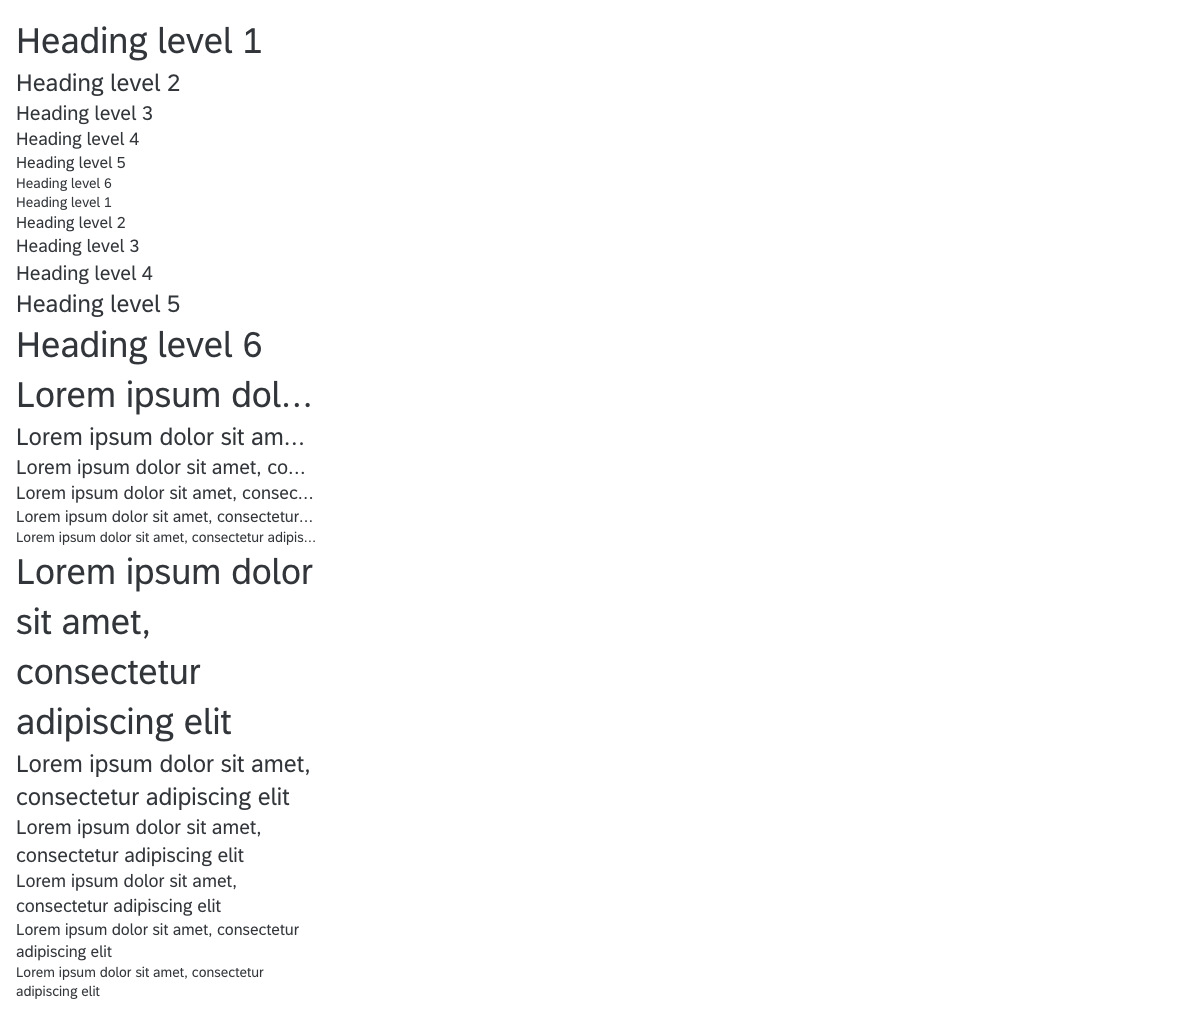 Heading level 1
Heading level 2
Heading level 3
Heading level 4
Heading level 5
Heading level 6
Heading level 1
Heading level 2
Heading level 3
Heading level 4
Heading level 5
Heading level 6
Lorem ipsum dol...
Lorem ipsum dolor sit am...
Lorem ipsum dolor sit amet, co...
Lorem ipsum dolor sit amet, consec...
Lorem ipsum dolor sit amet, consectetur...
Lorem ipsum dolor sit amet, consectetur adipis...
Lorem ipsum dolor
sit amet,
consectetur
adipiscing elit
Lorem ipsum dolor sit amet,
consectetur adipiscing elit
Lorem ipsum dolor sit amet,
consectetur adipiscing elit
Lorem ipsum dolor sit amet,
consectetur adipiscing elit
Lorem ipsum dolor sit amet, consectetur
adipiscing elit
Lorem ipsum dolor sit amet, consectetur
adipiscing elit